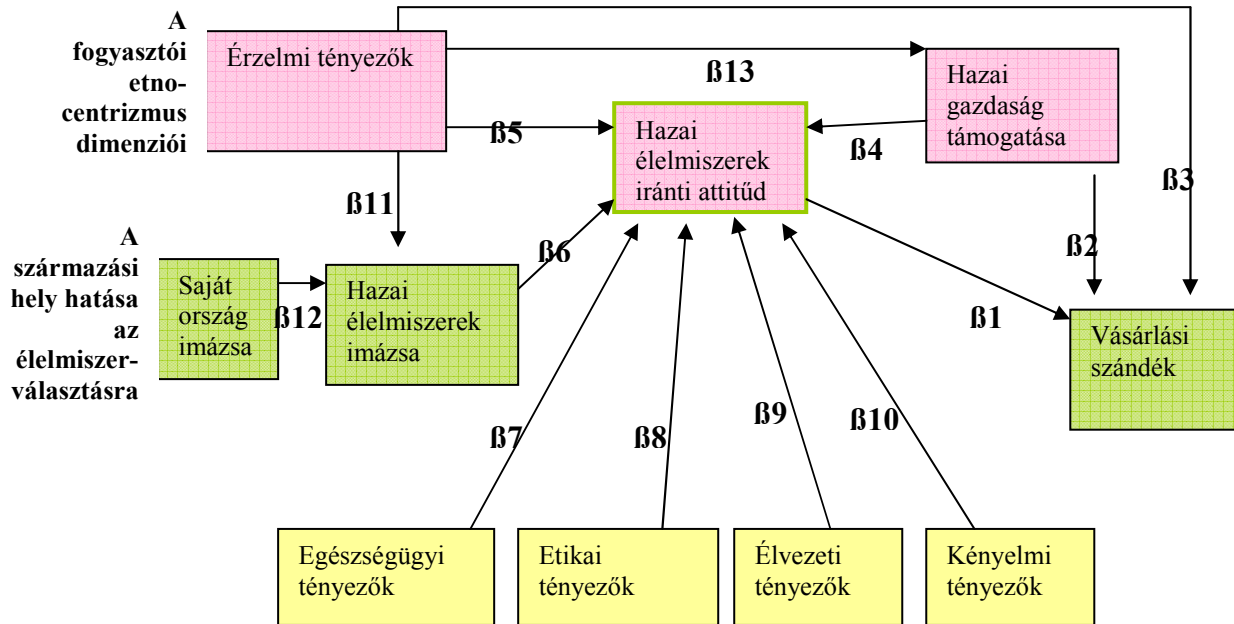 A
fogyasztói
etno-
centrizmus
dimenziói
Érzelmi tényezők
ß13
Hazai
gazdaság
támogatása
ß5
Hazai
élelmiszerek
iránti attitűd
ß4
ß3
ß11
ß6
ß2
A
származási
hely hatása
az
élelmiszer-
választásra
Saját
ország
imázsa
ß12
Hazai
élelmiszerek
imázsa
ß1
Vásárlási
szándék
ß7
ß8
ß9
ß10
Egészségügyi
tényezők
Etikai
tényezők
Élvezeti
tényezők
Kényelmi
tényezők